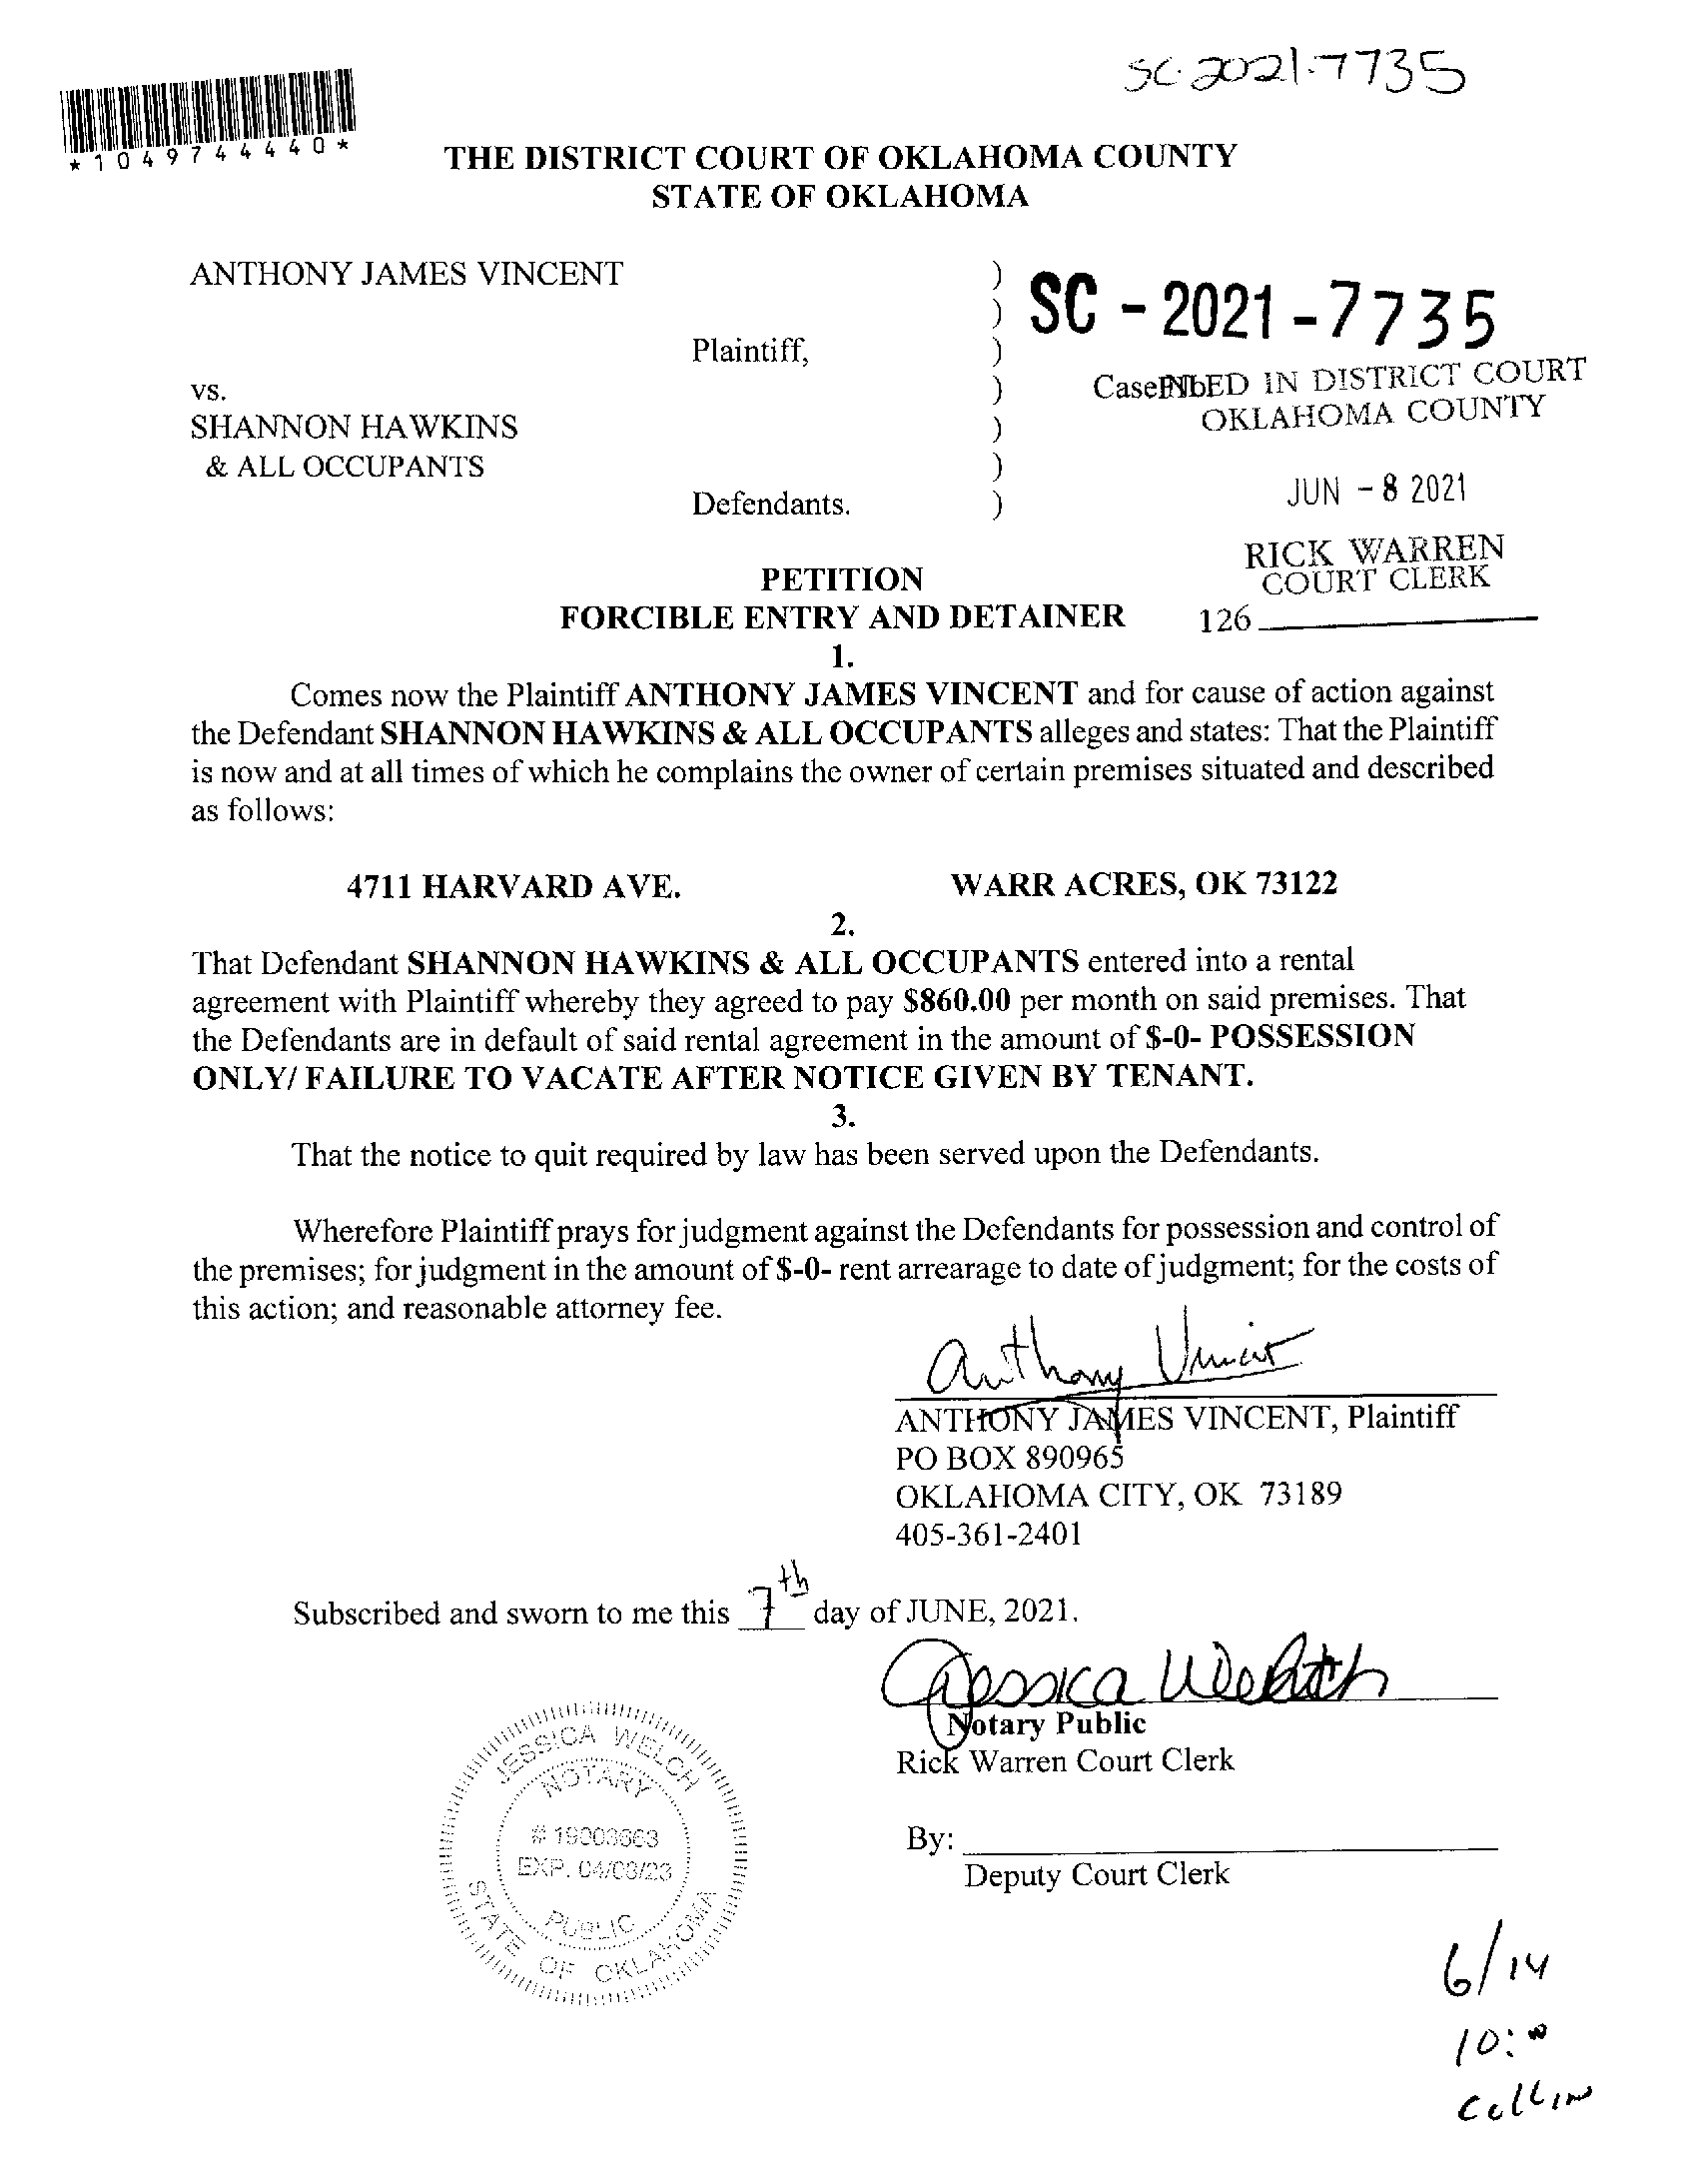 SC-2021-7735
*1049744440*
THE DISTRICT COURT OF OKLAHOMA COUNTY
STATE OF OKLAHOMA
ANTHONY JAMES VINCENT )
) SC - 2021 - 7735
Plaintiff, )
vs. ) Case No FILED IN DISTRICT COURT
OKLAHOMA COUNTY
SHANNON HAWKINS )
& ALL OCCUPANTS )
JUN - 8 2021
Defendants. )
RICK WARREN
COURT CLERK
PETITION
FORCIBLE ENTRY AND DETAINER 126
1.
Comes now the Plaintiff ANTHONY JAMES VINCENT and for cause of action against
the Defendant SHANNON HAWKINS & ALL OCCUPANTS alleges and states: That the Plaintiff
is now and at all times of which he complains the owner of certain premises situated and described
as follows:
4711 HARVARD AVE. WARR ACRES, OK 73122
2.
That Defendant SHANNON HAWKINS & ALL OCCUPANTS entered into a rental
agreement with Plaintiff whereby they agreed to pay $860.00 per month on said premises. That
the Defendants are in default of said rental agreement in the amount of $-0- POSSESSION
ONLY/ FAILURE TO VACATE AFTER NOTICE GIVEN BY TENANT.
3.
That the notice to quit required by law has been served upon the Defendants.
Wherefore Plaintiff prays for judgment against the Defendants for possession and control of
the premises; for judgment in the amount of $-0- rent arrearage to date of judgment; for the costs of
this action; and reasonable attorney fee.
Anthony Vincent
ANTHONY JAMES VINCENT, Plaintiff
PO BOX 890965
OKLAHOMA CITY, OK 73189
405-361-2401
Subscribed and sworn to me this 7th day of JUNE, 2021.
Jessica Welch
Notary Public
Rick Warren Court Clerk
JESSICA WELCH
NOTARY
# 19003663
EXP. 04/08/23
PUBLIC
STATE OF OKLAHOMA
By:
Deputy Court Clerk
6/14
10:00
Collin